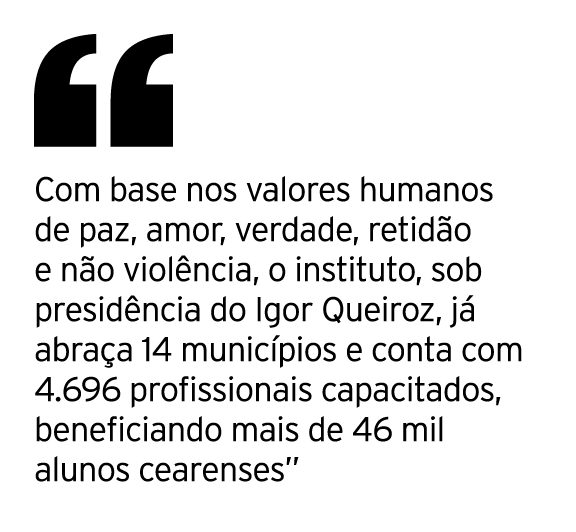 “
Com base nos valores humanos
de paz, amor, verdade, retidão
e não violência, o instituto, sob
presidência do Igor Queiroz, já
abraça 14 municípios e conta com
4.696 profissionais capacitados,
beneficiando mais de 46 mil
alunos cearenses”